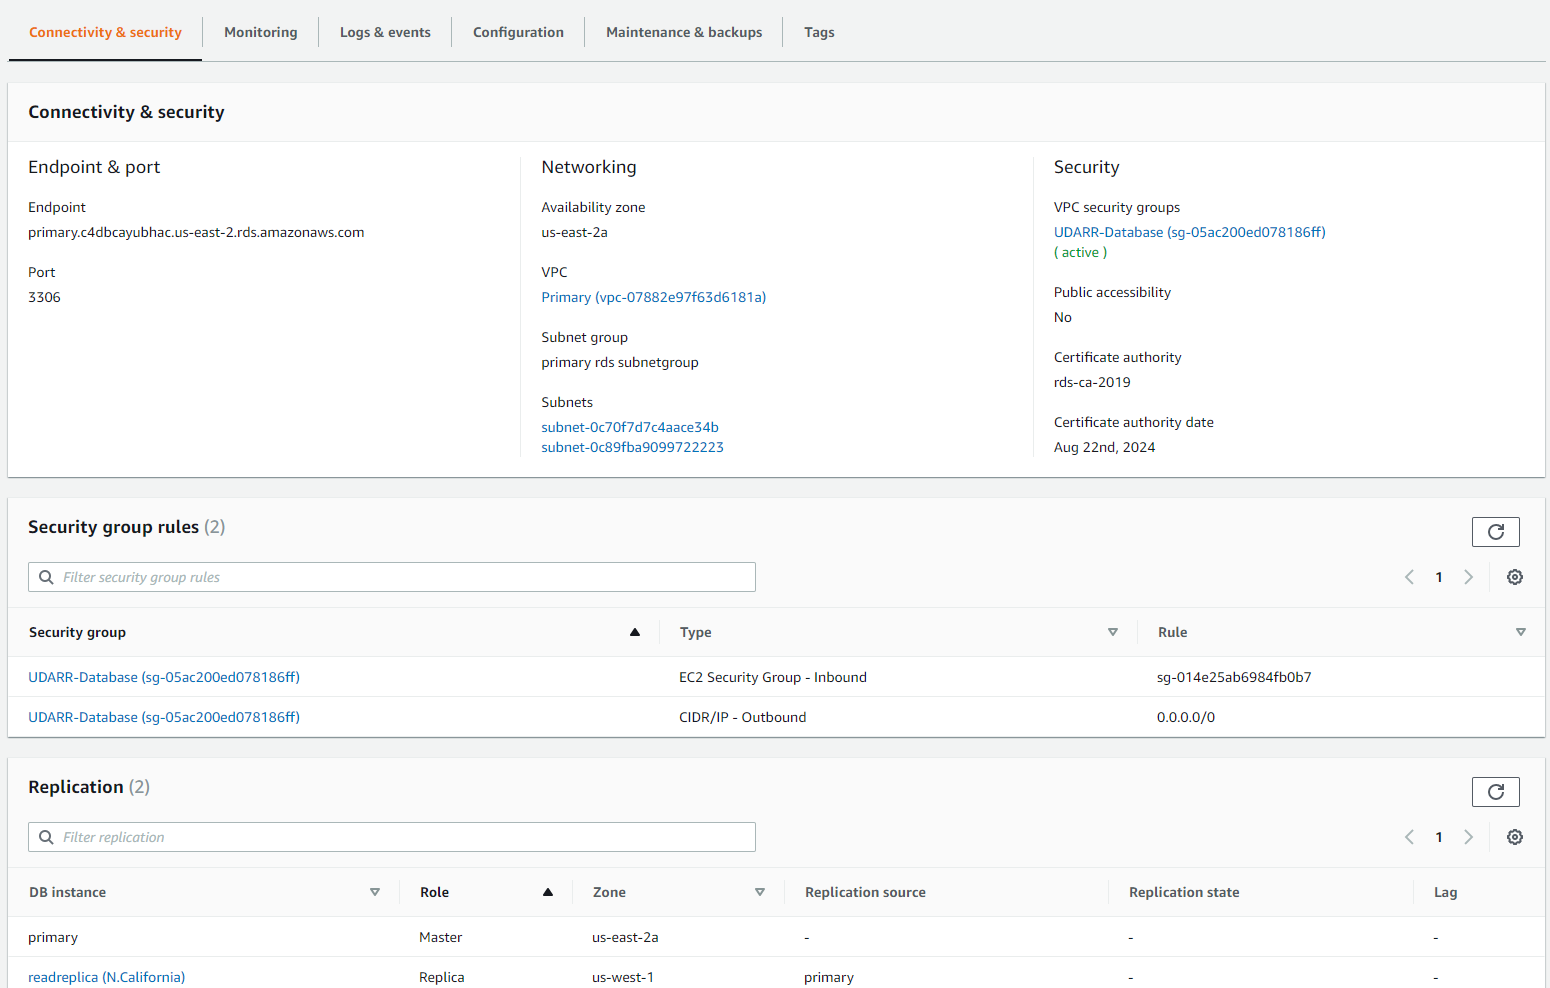 Connectivity & security
Monitoring
Logs & events
Configuration
Maintenance & backups
Tags
Connectivity & security
Endpoint & port
Endpoint
primary.c4dbcayubhac.us-east-2.rds.amazonaws.com
Port
3306
Networking
Availability zone
us-east-2a
VPC
Primary (vpc-07882e97f63d6181a)
Subnet group
primary rds subnetgroup
Subnets
subnet-0c70f7d7c4aace34b
subnet-0c89fba9099722223
Security
VPC security groups
UDARR-Database (sg-05ac200ed078186ff)
( active )
Public accessibility
No
Certificate authority
rds-ca-2019
Certificate authority date
Aug 22nd, 2024
Security group rules (2)
Filter security group rules
1
Security group Type Rule
UDARR-Database (sg-05ac200ed078186ff) EC2 Security Group - Inbound sg-014e25ab6984fb0b7
UDARR-Database (sg-05ac200ed078186ff) CIDR/IP - Outbound 0.0.0.0/0
Replication (2)
Filter replication
1
DB instance Role Zone Replication source Replication state Lag
primary Master us-east-2a - - -
readreplica (N.California) Replica us-west-1 primary - -